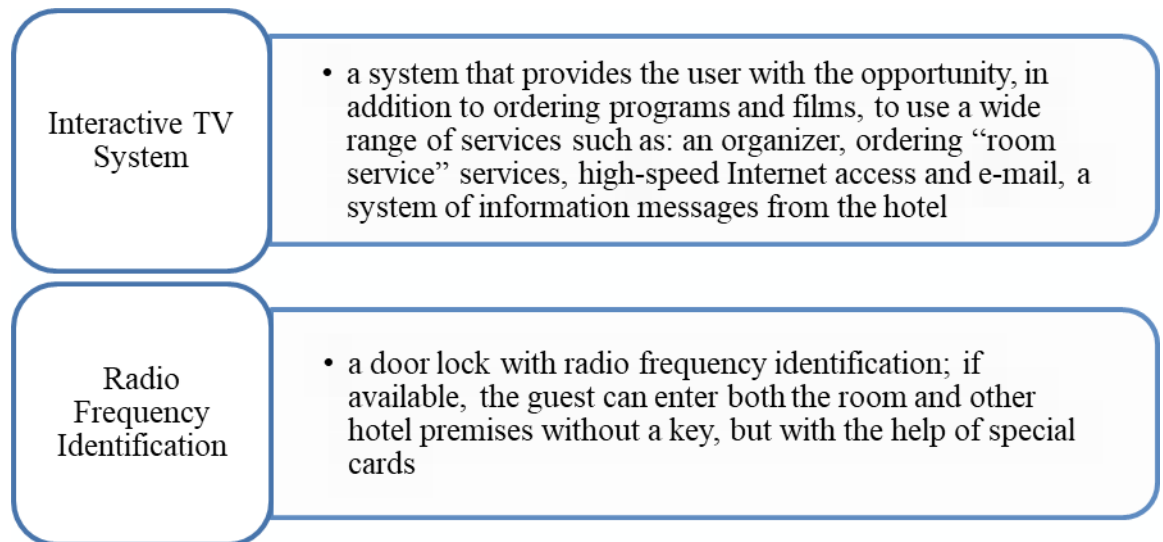 Interactive TV
System
• a system that provides the user with the opportunity, in
addition to ordering programs and films, to use a wide
range of services such as: an organizer, ordering “room
service” services, high-speed Internet access and e-mail, a
system of information messages from the hotel
Radio
Frequency
Identification
• a door lock with radio frequency identification; if
available, the guest can enter both the room and other
hotel premises without a key, but with the help of special
cards